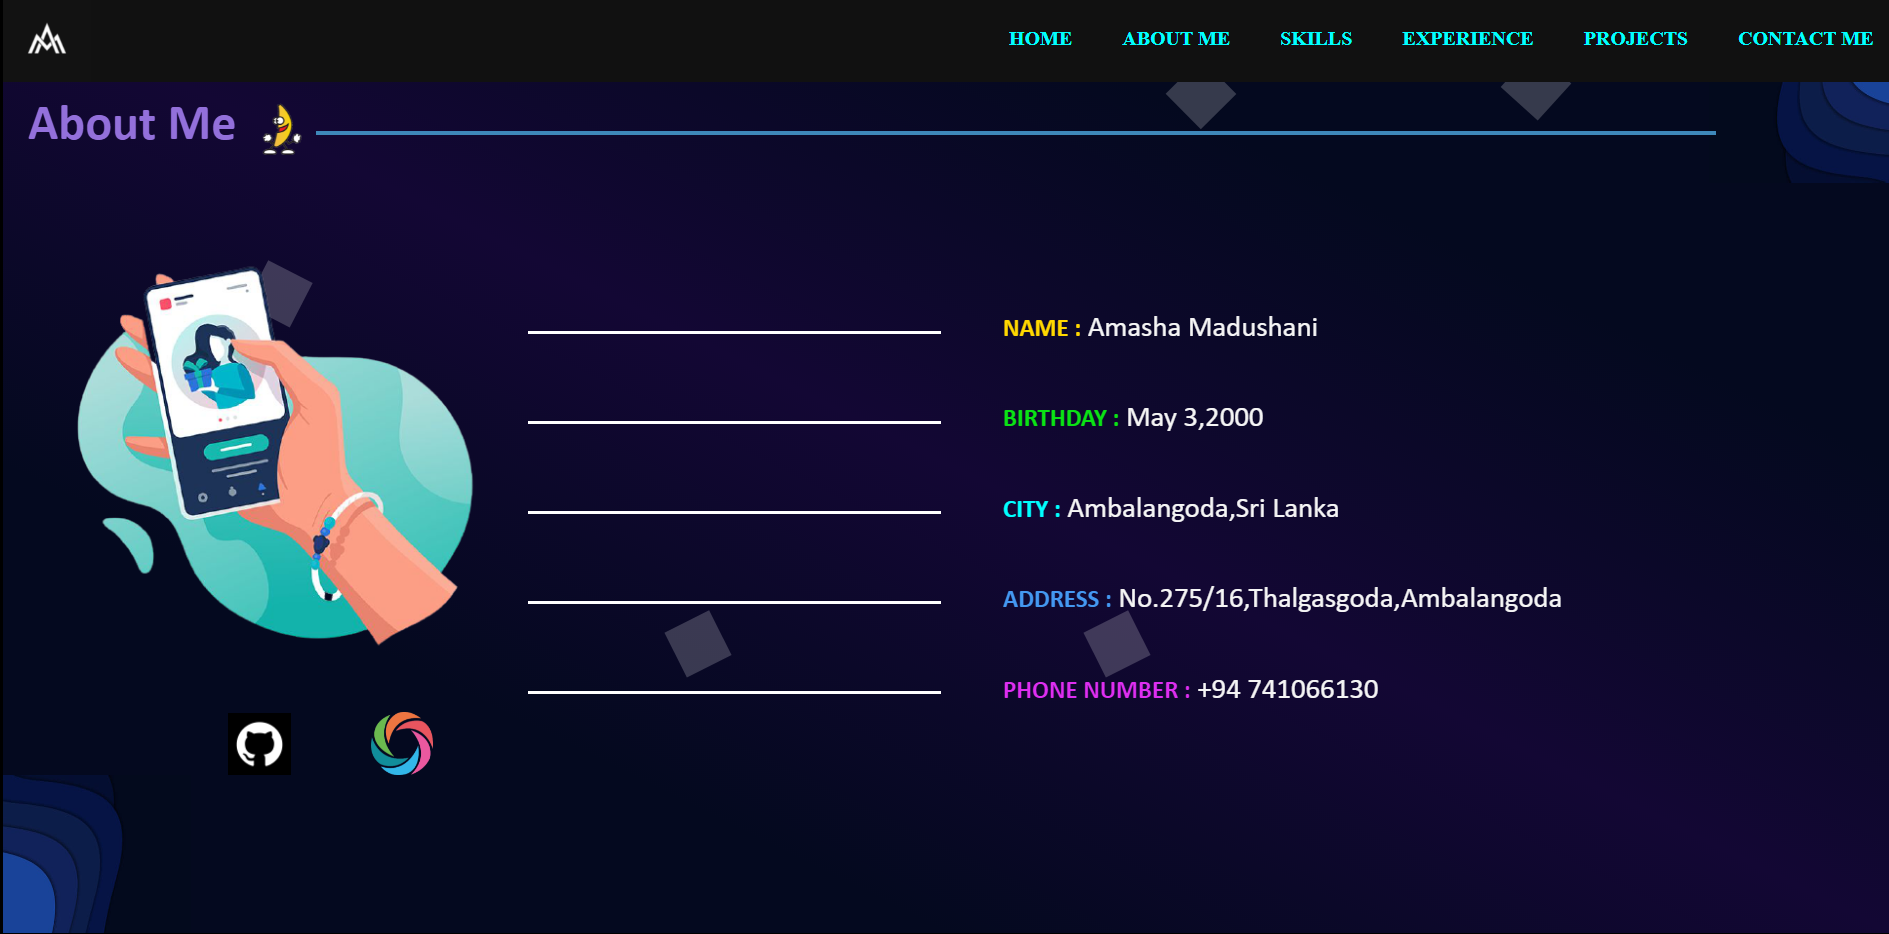 HOME ABOUT ME SKILLS EXPERIENCE PROJECTS CONTACT ME
About Me
NAME : Amasha Madushani
BIRTHDAY : May 3,2000
CITY : Ambalangoda,Sri Lanka
ADDRESS : No.275/16,Thalgasgoda,Ambalangoda
PHONE NUMBER : +94 741066130